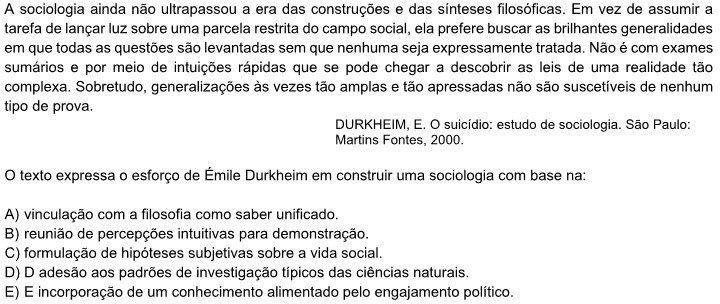 A sociologia ainda não ultrapassou a era das construções e das sínteses filosóficas. Em vez de assumir a
tarefa de lançar luz sobre uma parcela restrita do campo social, ela prefere buscar as brilhantes generalidades
em que todas as questões são levantadas sem que nenhuma seja expressamente tratada. Não é com exames
sumários e por meio de intuições rápidas que se pode chegar a descobrir as leis de uma realidade tão
complexa. Sobretudo, generalizações às vezes tão amplas e tão apressadas não são suscetíveis de nenhum
tipo de prova.
DURKHEIM, E. O suicídio: estudo de sociologia. São Paulo:
Martins Fontes, 2000.
O texto expressa o esforço de Émile Durkheim em construir uma sociologia com base na:
A) vinculação com a filosofia como saber unificado.
B) reunião de percepções intuitivas para demonstração.
C) formulação de hipóteses subjetivas sobre a vida social.
D) D adesão aos padrões de investigação típicos das ciências naturais.
E) E incorporação de um conhecimento alimentado pelo engajamento político.